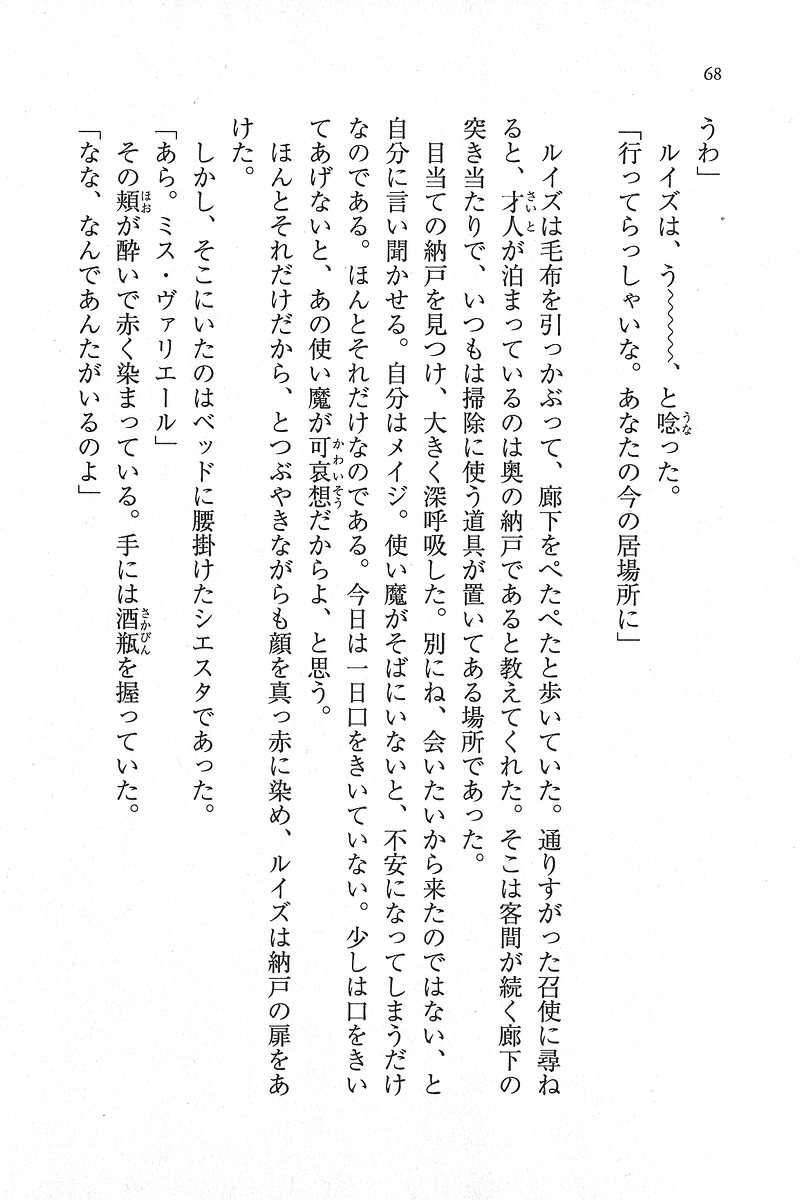 68
うわ」
　ルイズは、う～～～～、と唸った。
「行ってらっしゃいな。あなたの今の居場所に」
　ルイズは毛布を引っかぶって、廊下をぺたぺたと歩いていた。通りすがった召使に尋ね
ると、才人が泊まっているのは奥の納戸であると教えてくれた。そこは客間が続く廊下の
突き当たりで、いつもは掃除に使う道具が置いてある場所であった。
　目当ての納戸を見つけ、大きく深呼吸した。別にね、会いたいから来たのではない、と
自分に言い聞かせる。自分はメイジ。使い魔がそばにいないと、不安になってしまうだけ
なのである。ほんとそれだけなのである。今日は一日口をきいていない。少しは口をきい
てあげないと、あの使い魔が可哀想だからよ、と思う。
　ほんとそれだけだから、とつぶやきながらも顔を真っ赤に染め、ルイズは納戸の扉をあ
けた。
　しかし、そこにいたのはベッドに腰掛けたシエスタであった。
「あら。ミス・ヴァリエール」
　その頬が酔いで赤く染まっている。手には酒瓶を握っていた。
「なな、なんであんたがいるのよ」
さいと
うな
かわいそう
ほお
さかびん